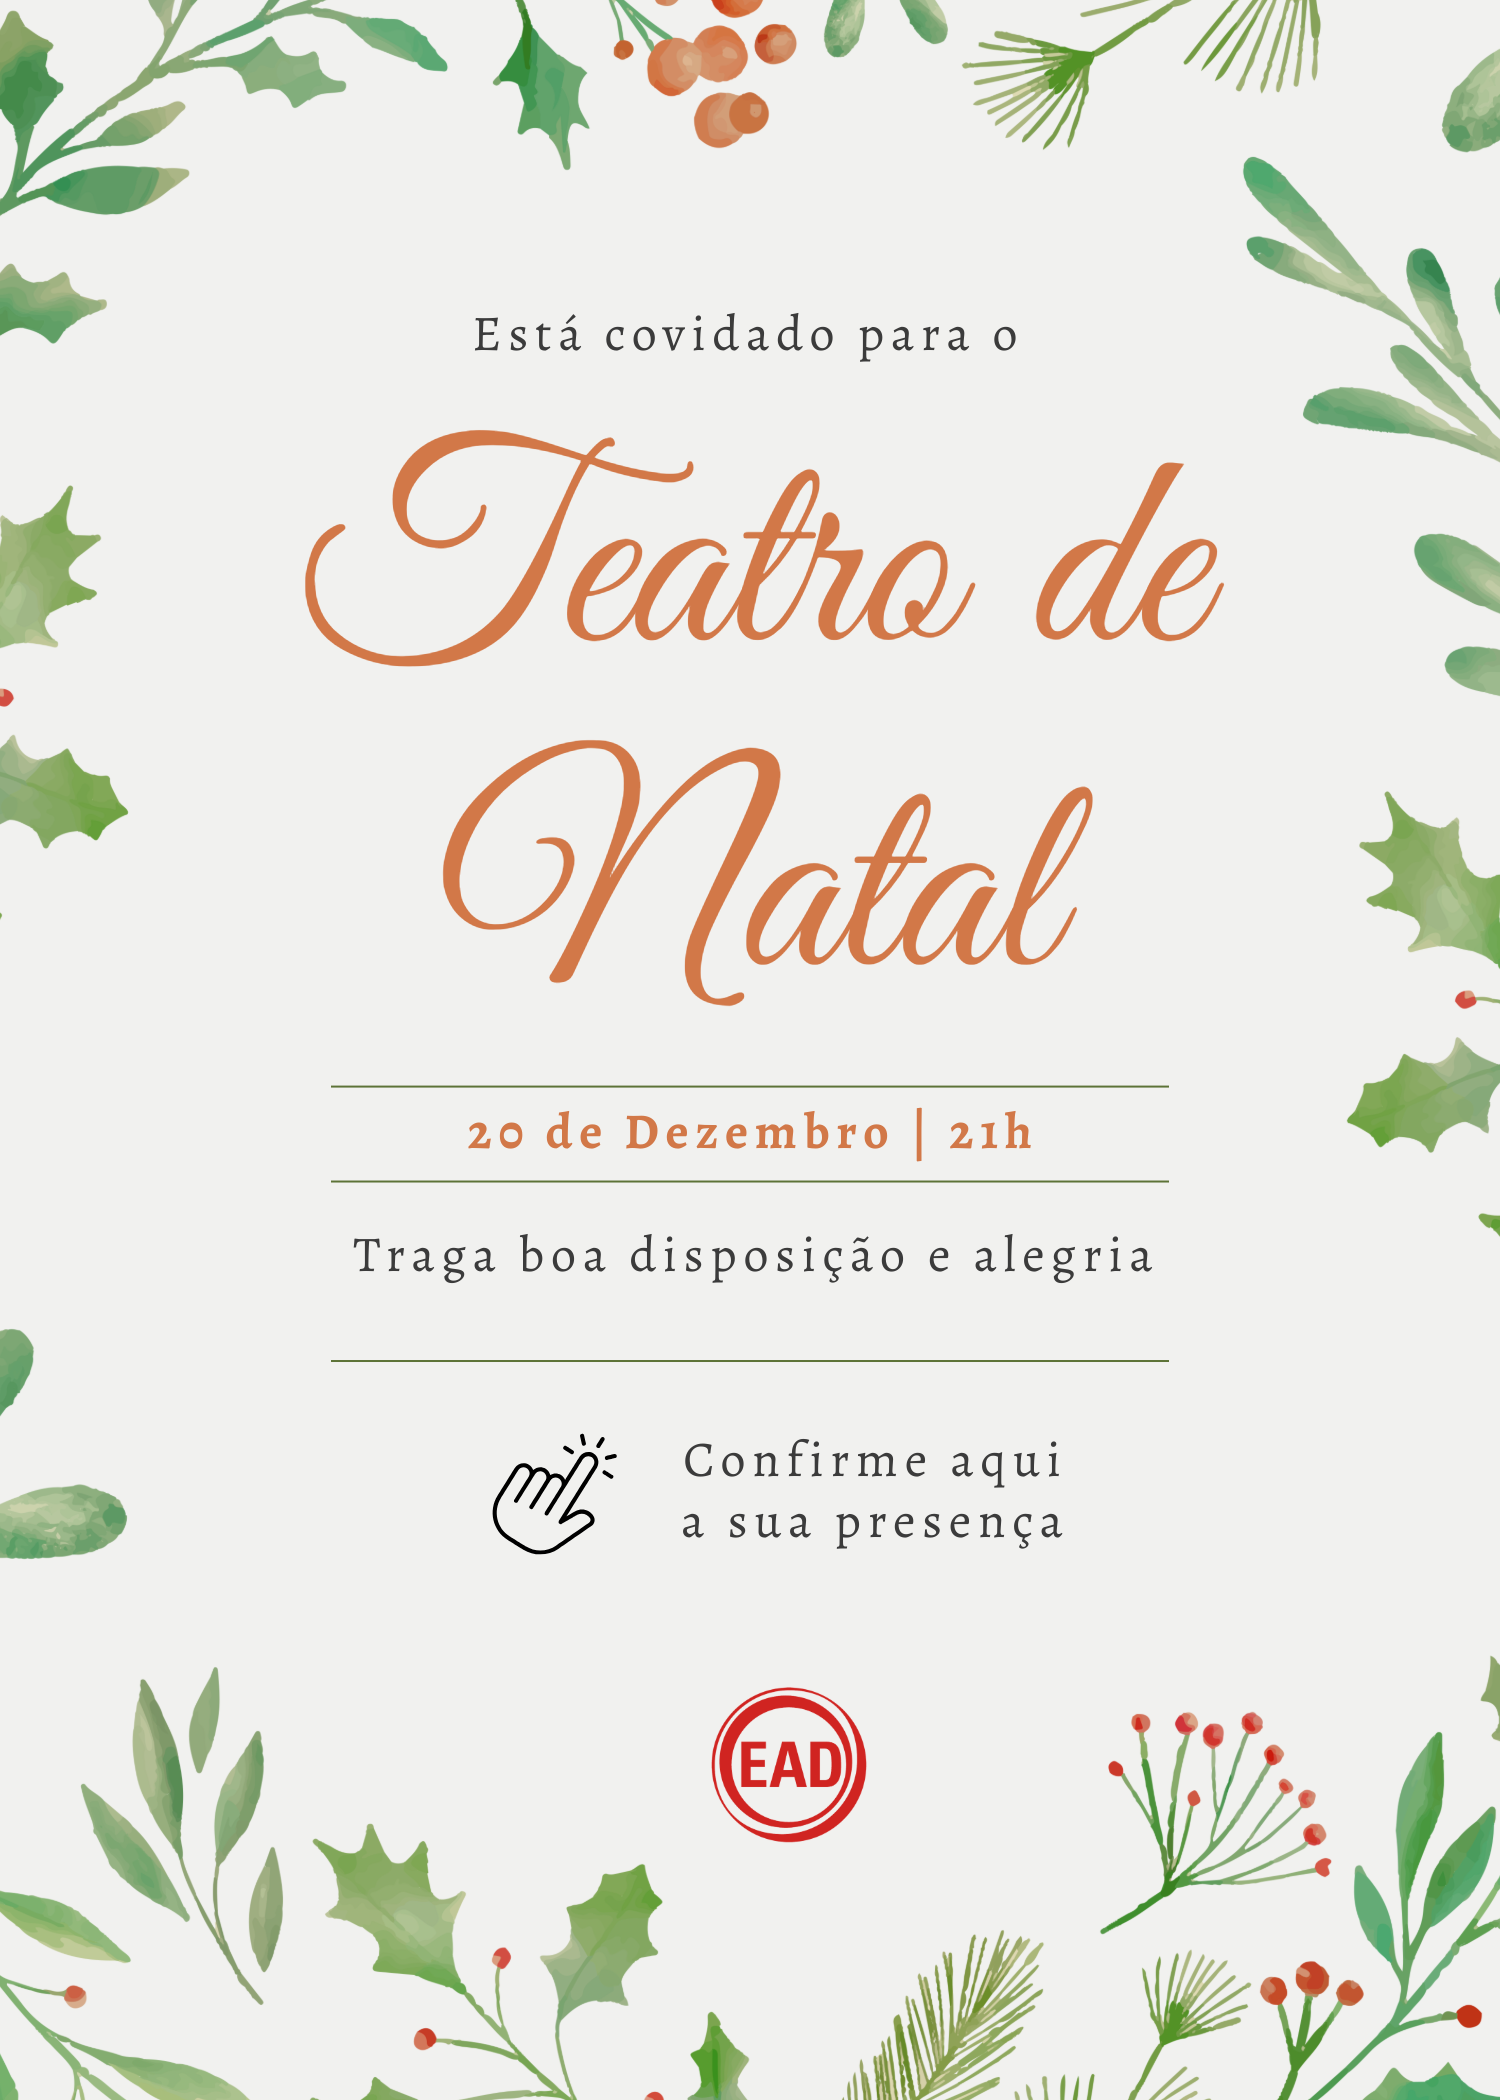 Está covidado para o
Teatro de
Natal
20 de Dezembro | 21h
Traga boa disposição e alegria
Confirme aqui
a sua presença
EAD